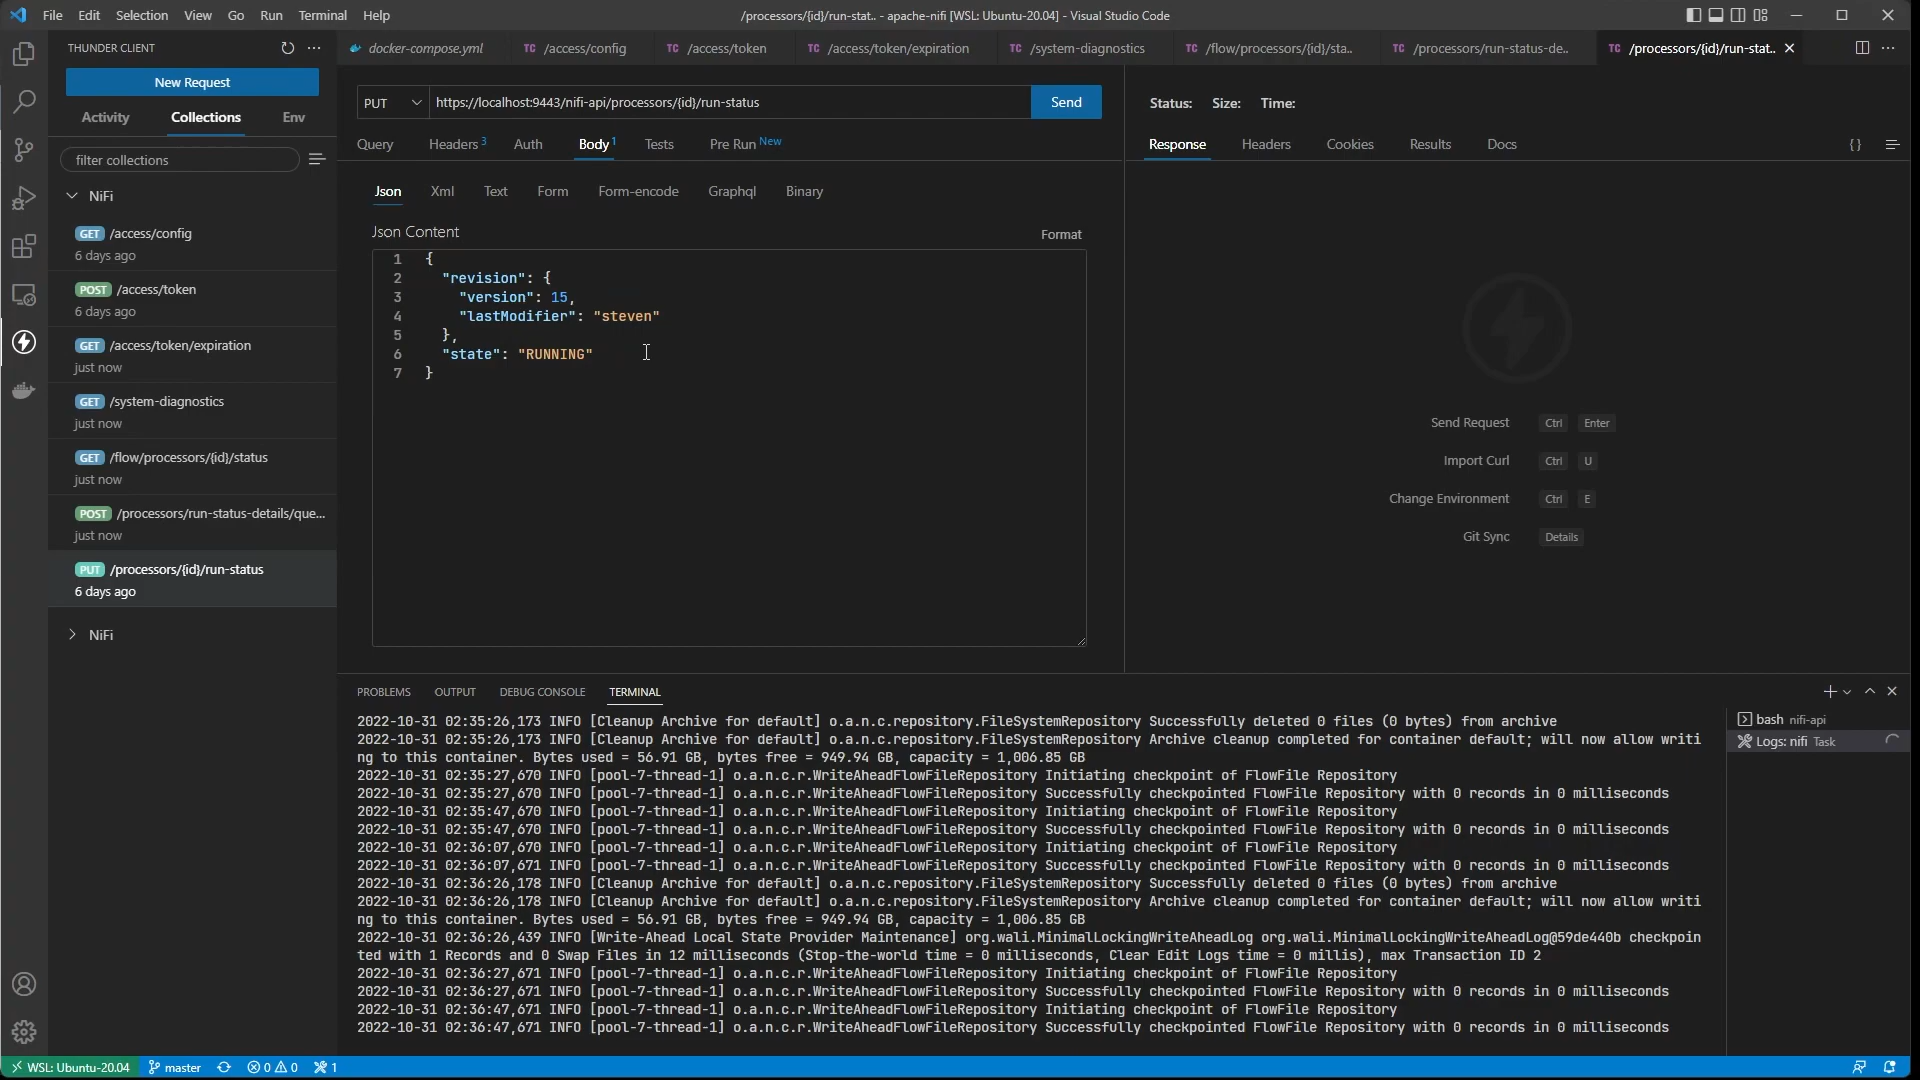 File Edit Selection View Go Run Terminal Help
/processors/{id}/run-stat.. - apache-nifi [WSL: Ubuntu-20.04] - Visual Studio Code
THUNDER CLIENT
New Request
Activity Collections Env
filter collections
NiFi
GET /access/config
6 days ago
POST /access/token
6 days ago
GET /access/token/expiration
just now
GET /system-diagnostics
just now
GET /flow/processors/{id}/status
just now
POST /processors/run-status-details/que...
just now
PUT /processors/{id}/run-status
6 days ago
NiFi
docker-compose.yml TC /access/config TC /access/token TC /access/token/expiration TC /system-diagnostics TC /flow/processors/{id}/sta.. TC /processors/run-status-de.. TC /processors/{id}/run-stat..
PUT https://localhost:9443/nifi-api/processors/{id}/run-status Send
Query Headers 3 Auth Body 1 Tests Pre Run New
Json Xml Text Form Form-encode Graphql Binary
Json Content
Format
1 {
2 "revision": {
3 "version": 15,
4 "lastModifier": "steven"
5 },
6 "state": "RUNNING"
7 }
Status: Size: Time:
Response Headers Cookies Results Docs
{}
Send Request Ctrl Enter
Import Curl Ctrl U
Change Environment Ctrl E
Git Sync Details
PROBLEMS OUTPUT DEBUG CONSOLE TERMINAL
2022-10-31 02:35:26,173 INFO [Cleanup Archive for default] o.a.n.c.repository.FileSystemRepository Successfully deleted 0 files (0 bytes) from archive
2022-10-31 02:35:26,173 INFO [Cleanup Archive for default] o.a.n.c.repository.FileSystemRepository Archive cleanup completed for container default; will now allow writi
ng to this container. Bytes used = 56.91 GB, bytes free = 949.94 GB, capacity = 1,006.85 GB
2022-10-31 02:35:27,670 INFO [pool-7-thread-1] o.a.n.c.r.WriteAheadFlowFileRepository Initiating checkpoint of FlowFile Repository
2022-10-31 02:35:27,670 INFO [pool-7-thread-1] o.a.n.c.r.WriteAheadFlowFileRepository Successfully checkpointed FlowFile Repository with 0 records in 0 milliseconds
2022-10-31 02:35:47,670 INFO [pool-7-thread-1] o.a.n.c.r.WriteAheadFlowFileRepository Initiating checkpoint of FlowFile Repository
2022-10-31 02:35:47,670 INFO [pool-7-thread-1] o.a.n.c.r.WriteAheadFlowFileRepository Successfully checkpointed FlowFile Repository with 0 records in 0 milliseconds
2022-10-31 02:36:07,670 INFO [pool-7-thread-1] o.a.n.c.r.WriteAheadFlowFileRepository Initiating checkpoint of FlowFile Repository
2022-10-31 02:36:07,671 INFO [pool-7-thread-1] o.a.n.c.r.WriteAheadFlowFileRepository Successfully checkpointed FlowFile Repository with 0 records in 0 milliseconds
2022-10-31 02:36:26,178 INFO [Cleanup Archive for default] o.a.n.c.repository.FileSystemRepository Successfully deleted 0 files (0 bytes) from archive
2022-10-31 02:36:26,178 INFO [Cleanup Archive for default] o.a.n.c.repository.FileSystemRepository Archive cleanup completed for container default; will now allow writi
ng to this container. Bytes used = 56.91 GB, bytes free = 949.94 GB, capacity = 1,006.85 GB
2022-10-31 02:36:26,439 INFO [Write-Ahead Local State Provider Maintenance] org.wali.MinimalLockingWriteAheadLog org.wali.MinimalLockingWriteAheadLog@59de440b checkpoin
ted with 1 Records and 0 Swap Files in 12 milliseconds (Stop-the-world time = 0 milliseconds, Clear Edit Logs time = 0 millis), max Transaction ID 2
2022-10-31 02:36:27,671 INFO [pool-7-thread-1] o.a.n.c.r.WriteAheadFlowFileRepository Initiating checkpoint of FlowFile Repository
2022-10-31 02:36:27,671 INFO [pool-7-thread-1] o.a.n.c.r.WriteAheadFlowFileRepository Successfully checkpointed FlowFile Repository with 0 records in 0 milliseconds
2022-10-31 02:36:47,671 INFO [pool-7-thread-1] o.a.n.c.r.WriteAheadFlowFileRepository Initiating checkpoint of FlowFile Repository
2022-10-31 02:36:47,671 INFO [pool-7-thread-1] o.a.n.c.r.WriteAheadFlowFileRepository Successfully checkpointed FlowFile Repository with 0 records in 0 milliseconds
bash nifi-api
Logs: nifi Task
WSL: Ubuntu-20.04 master 0 0 1